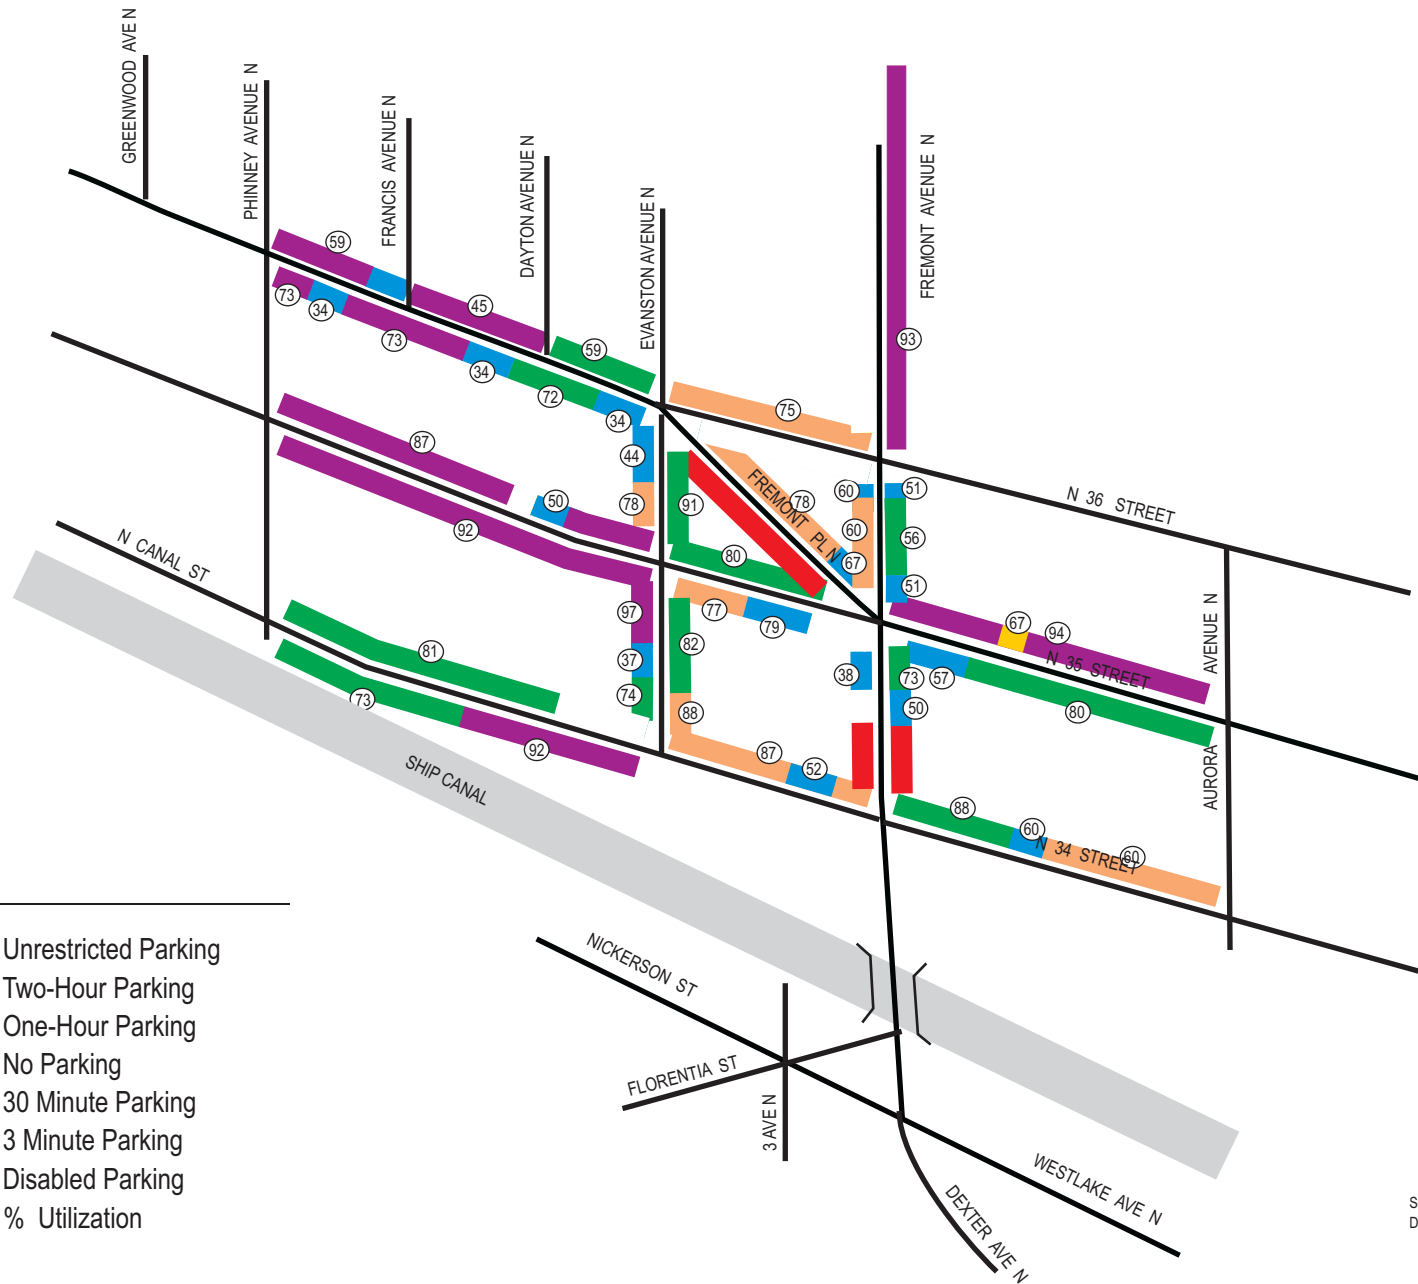 GREENWOOD AVE N
PHINNEY AVENUE N
FRANCIS AVENUE N
DAYTON AVENUE N
EVANSTON AVENUE N
FREMONT AVENUE N
59
73
34
45
73
59
34
72
34
93
75
87
44
N 36 STREET
50
78
91
FREMONT PL N
78
60
51
92
60
56
80
67
51
N CANAL ST
97
77
79
67
94
AVENUE N
81
37
82
38
73
57
N 35 STREET
73
74
88
50
80
92
87
52
AURORA
SHIP CANAL
88
60
N 34 STREET
60
Unrestricted Parking
Two-Hour Parking
One-Hour Parking
No Parking
30 Minute Parking
3 Minute Parking
Disabled Parking
% Utilization
NICKERSON ST
FLORENTIA ST
3 AVE N
WESTLAKE AVE N
DEXTER AVE N
S
D